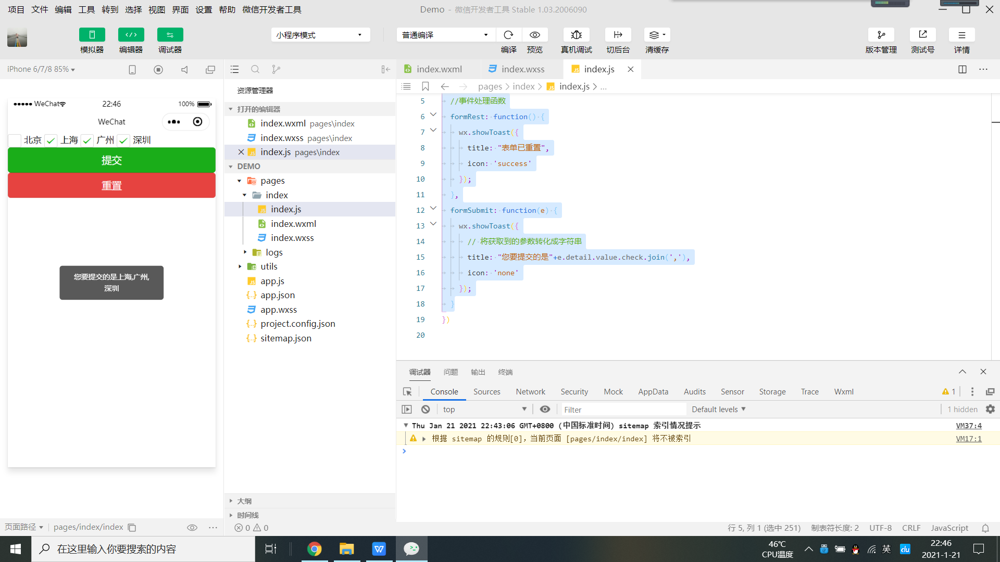 项目 文件 编辑 工具 转到 选择 视图 界面 设置 帮助 微信开发者工具
Demo - 微信开发者工具 Stable 1.03.2006090
小程序模式
普通编译
模拟器 编辑器 调试器
编译 预览 真机调试 切后台 清缓存
版本管理 测试号 详情
iPhone 6/7/8 85%
WeChat 22:46 100%
WeChat
北京 上海 广州 深圳
提交
重置
您要提交的是上海,广州,
深圳
页面路径 pages/index/index
资源管理器
打开的编辑器
index.wxml pages\index
index.wxss pages\index
index.js pages\index
DEMO
pages
index
index.js
index.wxml
index.wxss
logs
utils
app.js
app.json
app.wxss
project.config.json
sitemap.json
大纲
时间线
0 0
index.wxml index.wxss index.js
pages > index > index.js > ...
5 //事件处理函数
6 formRest: function() {
7 wx.showToast({
8 title: "表单已重置",
9 icon: 'success'
10 });
11 },
12 formSubmit: function(e) {
13 wx.showToast({
14 // 将获取到的参数转化成字符串
15 title: "您要提交的是"+e.detail.value.check.join(','),
16 icon: 'none'
17 });
18 }
19 })
20
调试器 问题 输出 终端
Console Sources Network Security Mock AppData Audits Sensor Storage Trace Wxml 1
top Filter Default levels 1 hidden
Thu Jan 21 2021 22:43:06 GMT+0800 (中国标准时间) sitemap 索引情况提示 VM37:4
根据 sitemap 的规则[0]，当前页面 [pages/index/index] 将不被索引 VM17:1
行 5, 列 1 (选中 251) 制表符长度: 2 UTF-8 CRLF JavaScript
在这里输入你要搜索的内容
46℃
CPU温度
英
du
22:46
2021-1-21